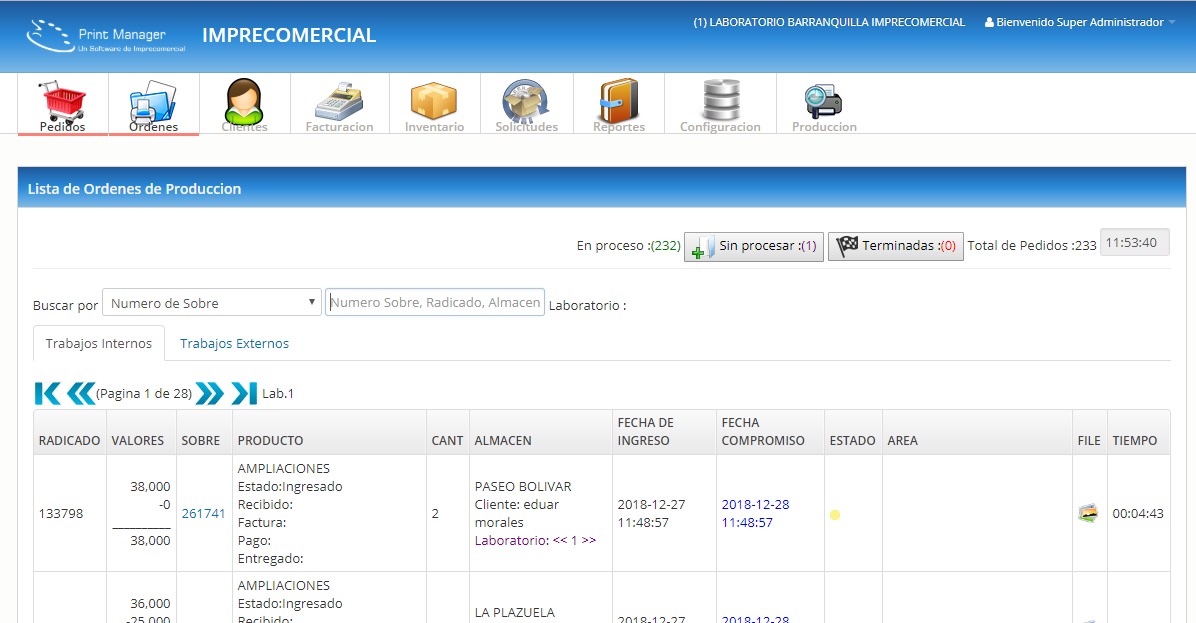 Print Manager
Un Software de Imprecomercial
IMPRECOMERCIAL
(1) LABORATORIO BARRANQUILLA IMPRECOMERCIAL
Bienvenido Super Administrador
Pedidos
Ordenes
Clientes
Facturacion
Inventario
Solicitudes
Reportes
Configuracion
Produccion
Lista de Ordenes de Produccion
En proceso :(232) Sin procesar :(1) Terminadas :(0) Total de Pedidos :233 11:53:40
Buscar por Numero de Sobre Numero Sobre, Radicado, Almacen Laboratorio :
Trabajos Internos Trabajos Externos
(Pagina 1 de 28) Lab.1
RADICADO VALORES SOBRE PRODUCTO CANT ALMACEN FECHA DE INGRESO FECHA COMPROMISO ESTADO AREA FILE TIEMPO
133798
38,000
-0
__________
38,000
261741
AMPLIACIONES
Estado:Ingresado
Recibido:
Factura:
Pago:
Entregado:
2
PASEO BOLIVAR
Cliente: eduar
morales
Laboratorio: << 1 >>
2018-12-27
11:48:57
2018-12-28
11:48:57
00:04:43
36,000
-25,000
AMPLIACIONES
Estado:Ingresado
Recibido:
LA PLAZUELA
2018-12-27
2018-12-28